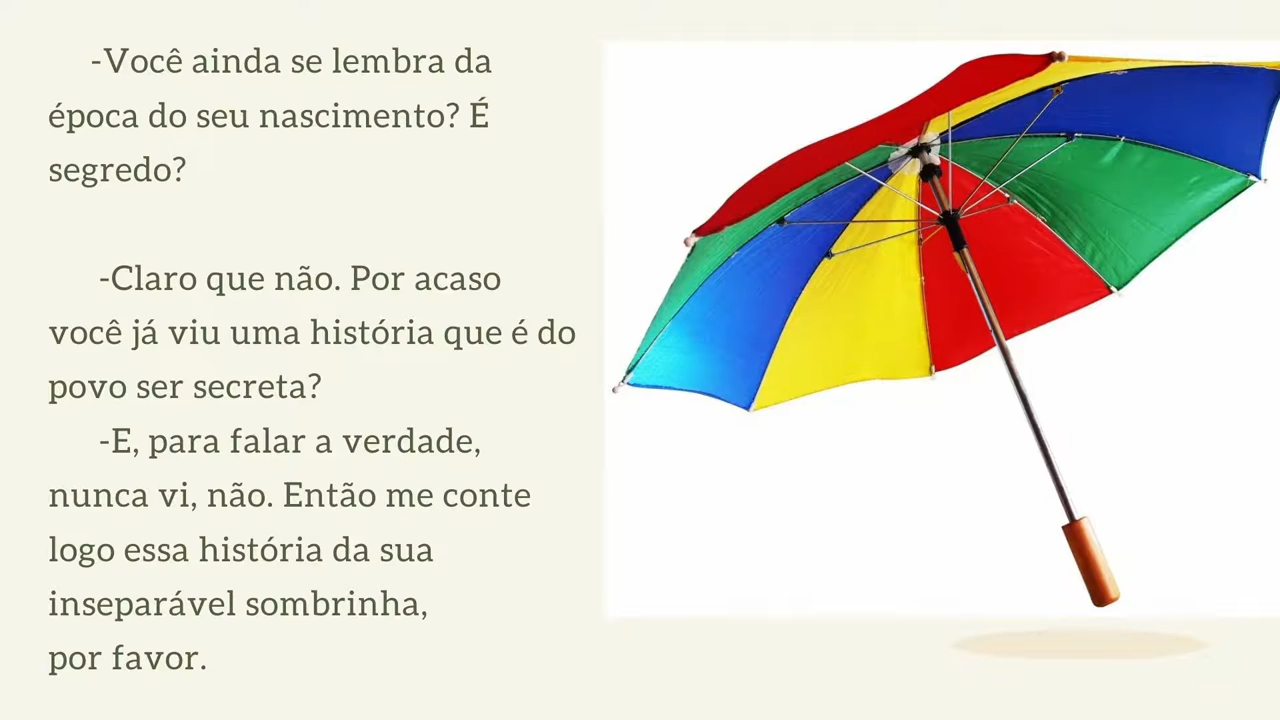 -Você ainda se lembra da
época do seu nascimento? É
segredo?
-Claro que não. Por acaso
você já viu uma história que é do
povo ser secreta?
-E, para falar a verdade,
nunca vi, não. Então me conte
logo essa história da sua
inseparável sombrinha,
por favor.